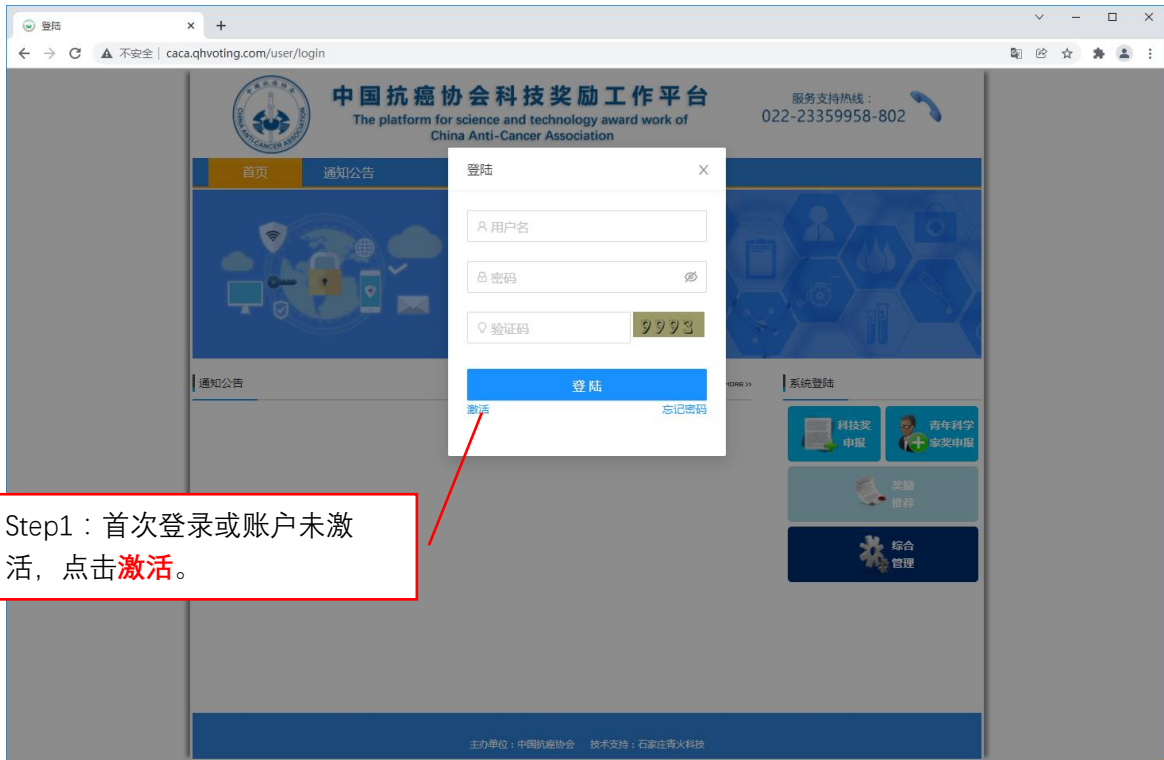 登陆
不安全 | caca.qhvoting.com/user/login
中国抗癌协会科技奖励工作平台
The platform for science and technology award work of
China Anti-Cancer Association
服务支持热线：
022-23359958-802
首页 通知公告
登陆
用户名
密码
验证码 9993
登 陆
激活 忘记密码
通知公告
MORE >>
系统登陆
科技奖
申报
青年科学
家奖申报
奖励
推荐
综合
管理
Step1：首次登录或账户未激
活，点击激活。
主办单位：中国抗癌协会 技术支持：石家庄青火科技